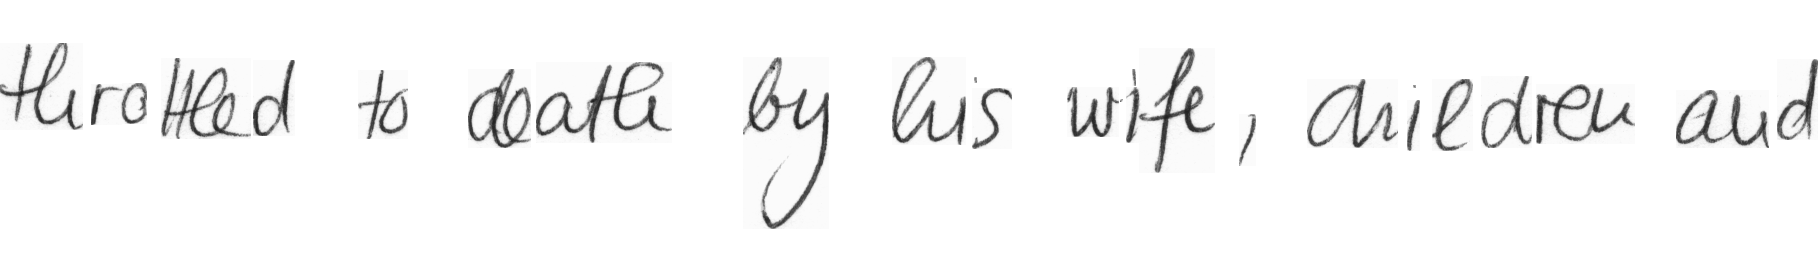 throttled to death by his wife, children and